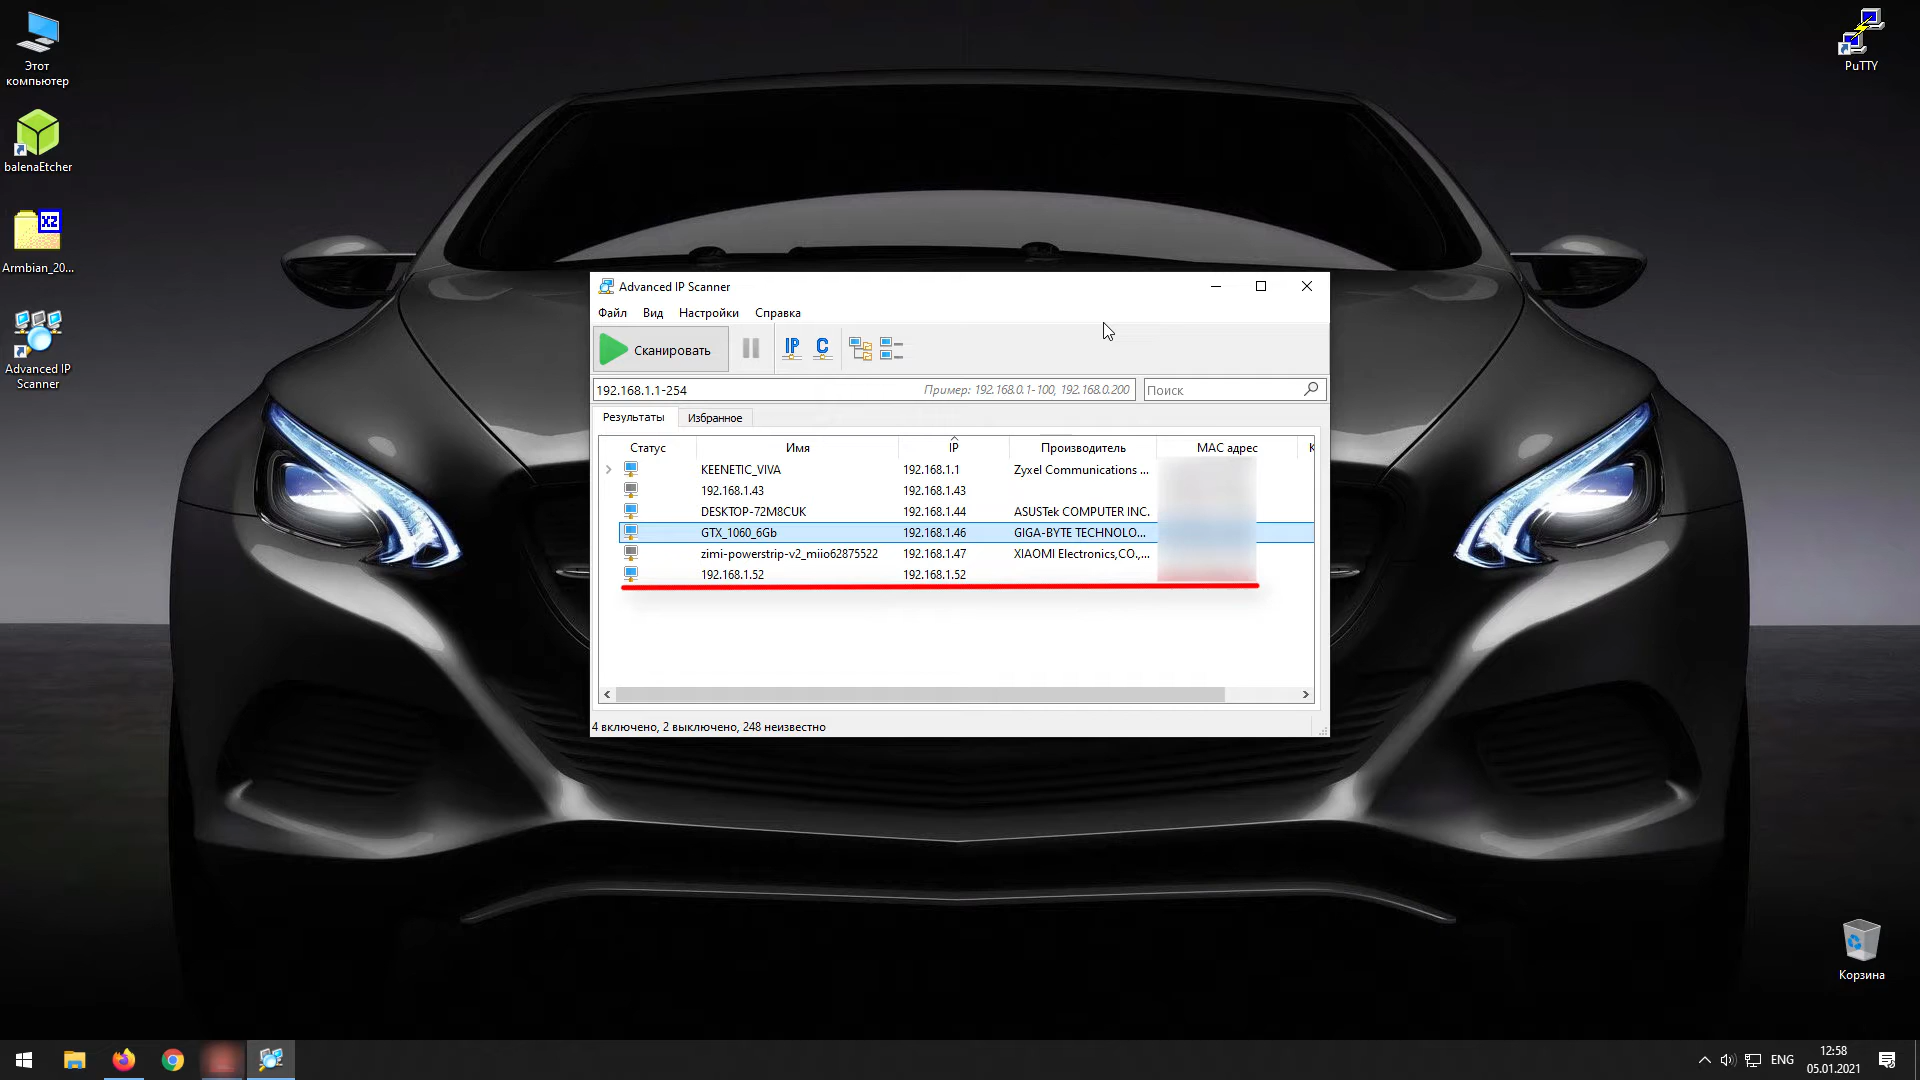 Этот
компьютер
balenaEtcher
Armbian_20...
Advanced IP
Scanner
PuTTY
Advanced IP Scanner
Файл Вид Настройки Справка
Сканировать IP C
192.168.1.1-254 Пример: 192.168.0.1-100, 192.168.0.200 Поиск
Результаты Избранное
Статус Имя IP Производитель MAC адрес
KEENETIC_VIVA 192.168.1.1 Zyxel Communications ...
192.168.1.43 192.168.1.43
DESKTOP-72M8CUK 192.168.1.44 ASUSTek COMPUTER INC.
GTX_1060_6Gb 192.168.1.46 GIGA-BYTE TECHNOLO...
zimi-powerstrip-v2_miio62875522 192.168.1.47 XIAOMI Electronics,CO.,...
192.168.1.52 192.168.1.52
4 включено, 2 выключено, 248 неизвестно
Корзина
ENG
12:58
05.01.2021